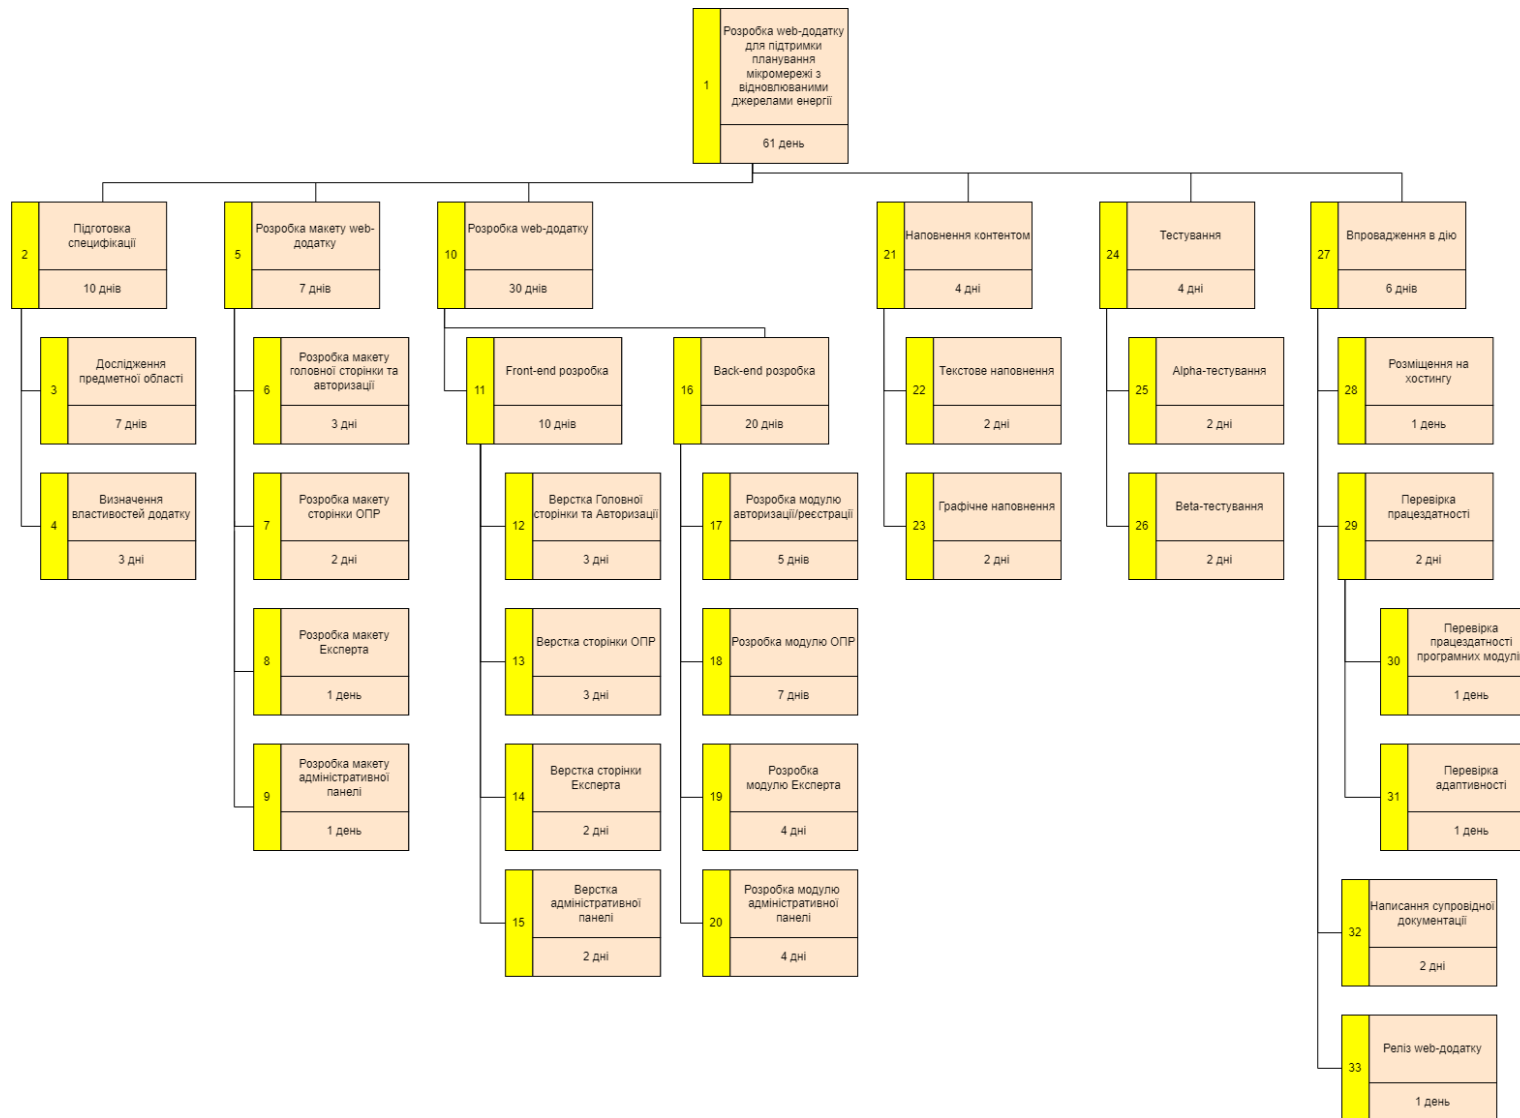 1
Розробка web-додатку
для підтримки
планування
мікромережі з
відновлюваними
джерелами енергії
61 день
2
Підготовка
специфікації
10 днів
5
Розробка макету web-
додатку
7 днів
10
Розробка web-додатку
30 днів
21
Наповнення контентом
4 дні
24
Тестування
4 дні
27
Впровадження в дію
6 днів
3
Дослідження
предметної області
7 днів
6
Розробка макету
головної сторінки та
авторизації
3 дні
11
Front-end розробка
10 днів
16
Back-end розробка
20 днів
22
Текстове наповнення
2 дні
25
Alpha-тестування
2 дні
28
Розміщення на
хостингу
1 день
4
Визначення
властивостей додатку
3 дні
7
Розробка макету
сторінки ОПР
2 дні
12
Верстка Головної
сторінки та Авторизації
3 дні
17
Розробка модулю
авторизації/реєстрації
5 днів
23
Графічне наповнення
2 дні
26
Beta-тестування
2 дні
29
Перевірка
працездатності
2 дні
8
Розробка макету
Експерта
1 день
13
Верстка сторінки ОПР
3 дні
18
Розробка модулю ОПР
7 днів
30
Перевірка
працездатності
програмних модулі
1 день
9
Розробка макету
адміністративної
панелі
1 день
14
Верстка сторінки
Експерта
2 дні
19
Розробка
модулю Експерта
4 дні
31
Перевірка
адаптивності
1 день
15
Верстка
адміністративної
панелі
2 дні
20
Розробка модулю
адміністративної
панелі
4 дні
32
Написання супровідної
документації
2 дні
33
Реліз web-додатку
1 день